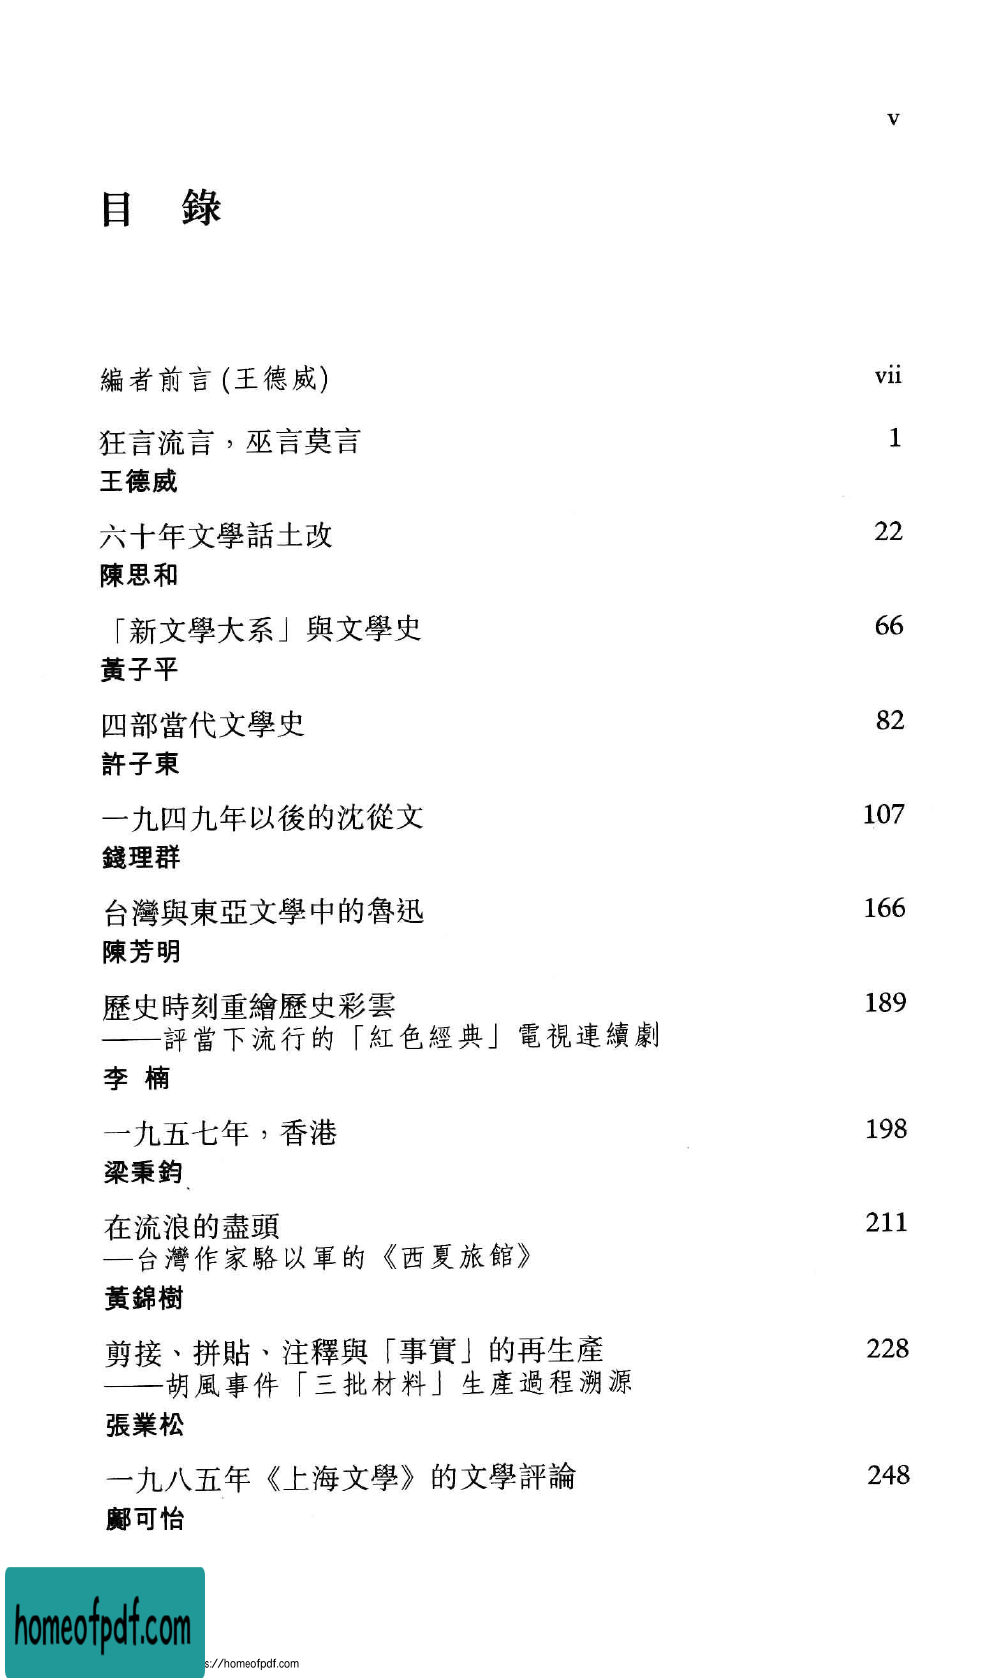 v
目 錄
編者前言(王德威) vii
狂言流言，巫言莫言 1
王德威
六十年文學話土改 22
陳思和
「新文學大系」與文學史 66
黃子平
四部當代文學史 82
許子東
一九四九年以後的沈從文 107
錢理群
台灣與東亞文學中的魯迅 166
陳芳明
歷史時刻重繪歷史彩雲 189
——評當下流行的「紅色經典」電視連續劇
李 楠
一九五七年，香港 198
梁秉鈞
在流浪的盡頭 211
—台灣作家駱以軍的《西夏旅館》
黃錦樹
剪接、拼貼、注釋與「事實」的再生產 228
——胡風事件「三批材料」生產過程溯源
張業松
一九八五年《上海文學》的文學評論 248
鄺可怡
homeofpdf.com
s://homeofpdf.com